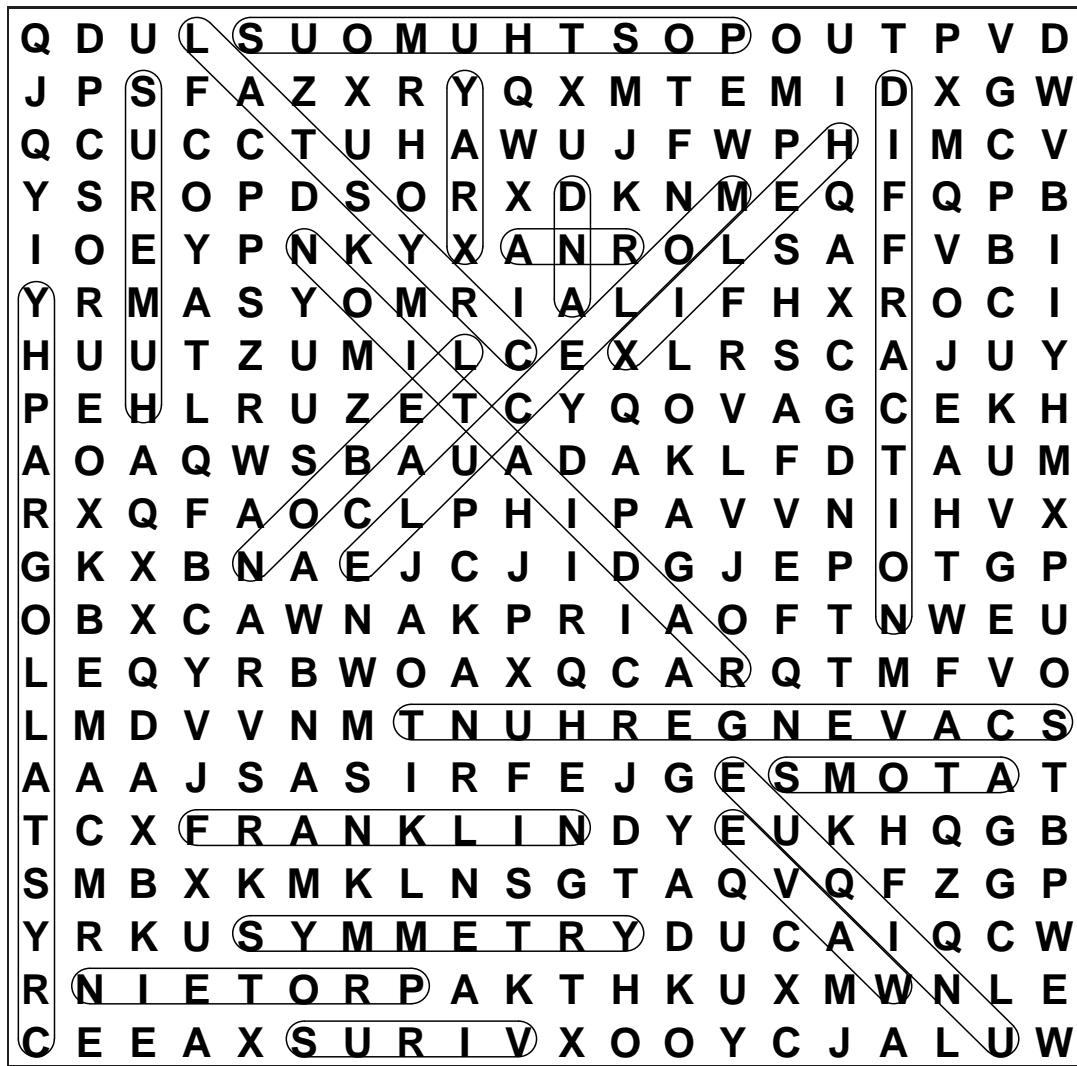 Q D U L S U O M U H T S O P O U T P V D
J P S F A Z X R Y Q X M T E M I D X G W
Q C U C C T U H A W U J F W P H I M C V
Y S R O P D S O R X D K N M E Q F Q P B
I O E Y P N K Y X A N R O L S A F V B I
Y R M A S Y O M R I A L I F H X R O C I
H U U T Z U M I L C E X L R S C A J U Y
P E H L R U Z E T C Y Q O V A G C E K H
A O A Q W S B A U A D A K L F D T A U M
R X Q F A O C L P H I P A V V N I H V X
G K X B N A E J C J I D G J E P O T G P
O B X C A W N A K P R I A O F T N W E U
L E Q Y R B W O A X Q C A R Q T M F V O
L M D V V N M T N U H R E G N E V A C S
A A A J S A S I R F E J G E S M O T A T
T C X F R A N K L I N D Y E U K H Q G B
S M B X K M K L N S G T A Q V Q F Z G P
Y R K U S Y M M E T R Y D U C A I Q C W
R N I E T O R P A K T H K U X M W N L E
C E E A X S U R I V X O O Y C J A L U W